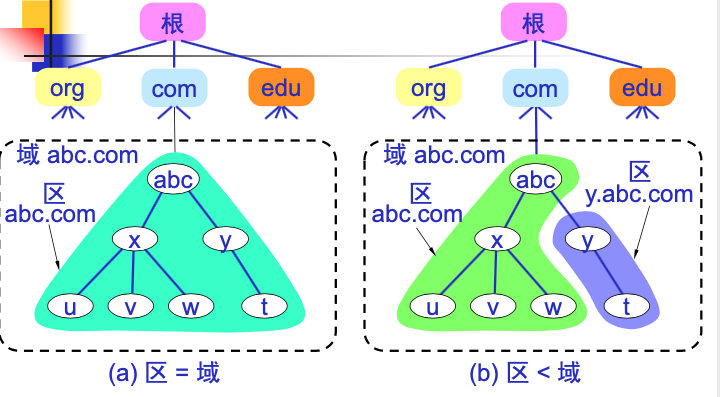 根
org com edu
域 abc.com
区
abc.com
abc
x y
u v w t
(a) 区 = 域
根
org com edu
域 abc.com
区
abc.com
区
y.abc.com
abc
x y
u v w t
(b) 区 < 域